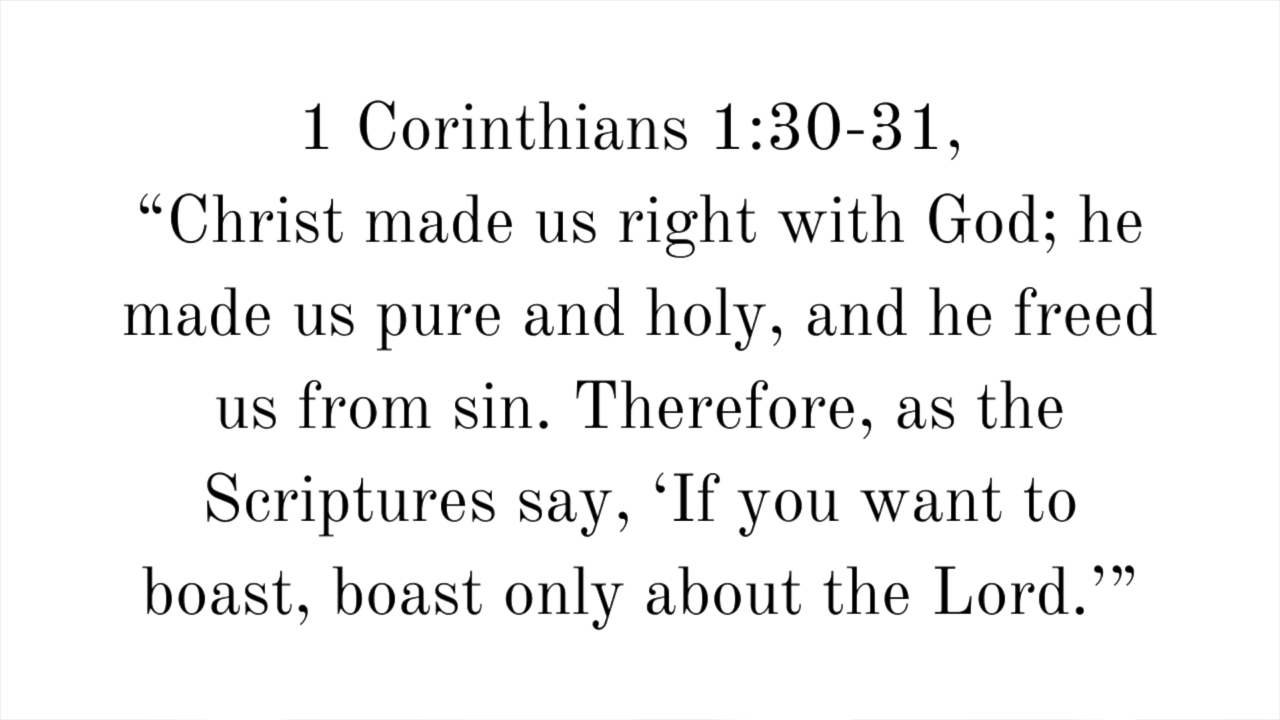 1 Corinthians 1:30-31,
“Christ made us right with God; he
made us pure and holy, and he freed
us from sin. Therefore, as the
Scriptures say, ‘If you want to
boast, boast only about the Lord.’”